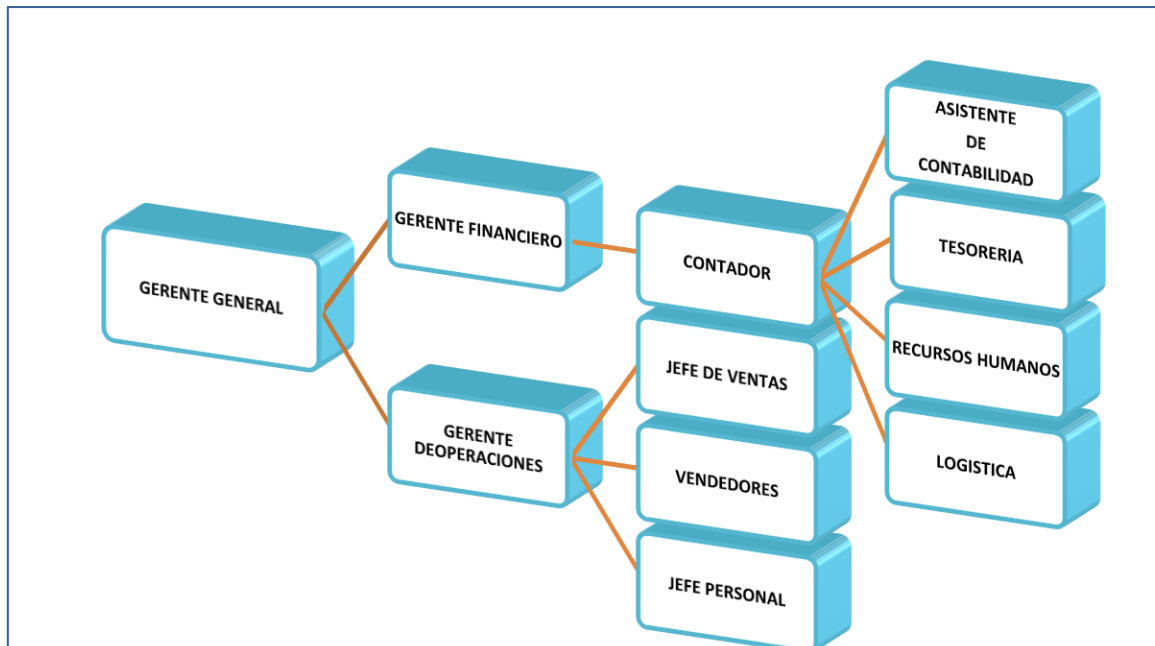 GERENTE GENERAL
GERENTE FINANCIERO
GERENTE
DEOPERACIONES
CONTADOR
JEFE DE VENTAS
VENDEDORES
JEFE PERSONAL
ASISTENTE
DE
CONTABILIDAD
TESORERIA
RECURSOS HUMANOS
LOGISTICA